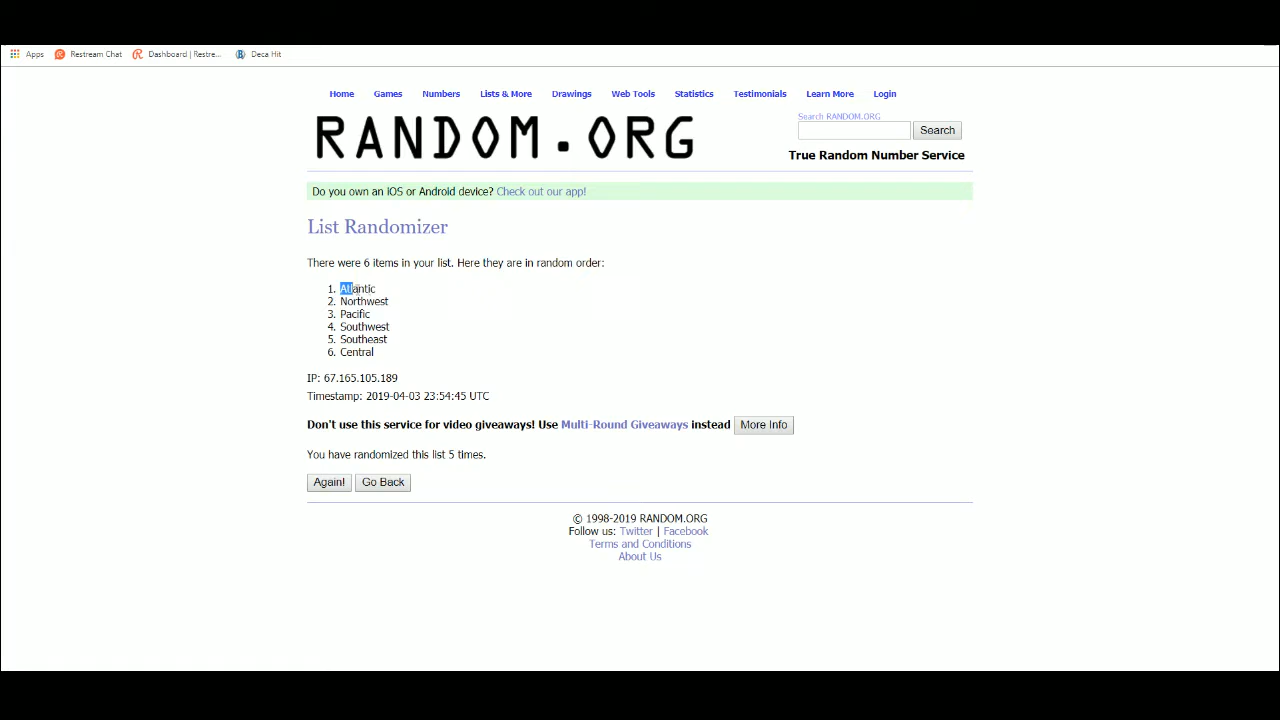 Apps Restream Chat Dashboard | Restre... Deca Hit
Home Games Numbers Lists & More Drawings Web Tools Statistics Testimonials Learn More Login
RANDOM.ORG
Search RANDOM.ORG
Search
True Random Number Service
Do you own an iOS or Android device? Check out our app!
List Randomizer
There were 6 items in your list. Here they are in random order:
1. Atlantic
2. Northwest
3. Pacific
4. Southwest
5. Southeast
6. Central
IP: 67.165.105.189
Timestamp: 2019-04-03 23:54:45 UTC
Don't use this service for video giveaways! Use Multi-Round Giveaways instead More Info
You have randomized this list 5 times.
Again! Go Back
© 1998-2019 RANDOM.ORG
Follow us: Twitter | Facebook
Terms and Conditions
About Us